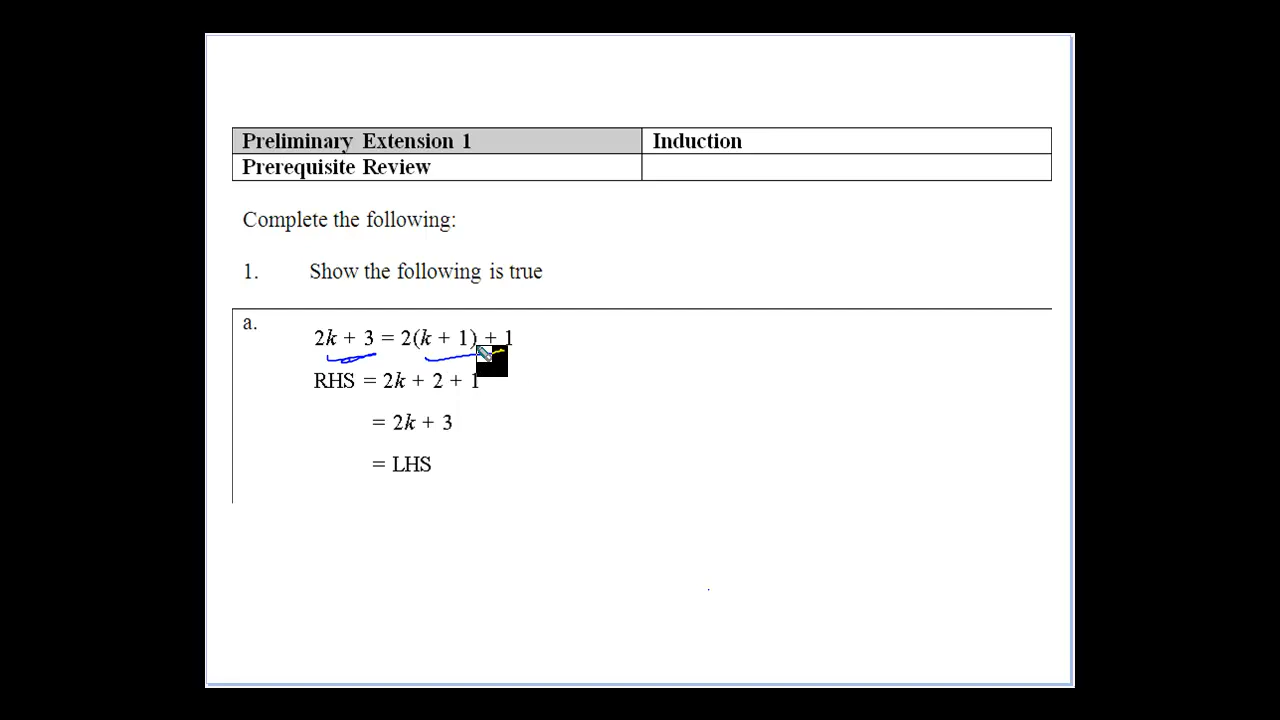 Preliminary Extension 1 Induction
Prerequisite Review
Complete the following:
1. Show the following is true
a.
2k + 3 = 2(k + 1) + 1
RHS = 2k + 2 + 1
= 2k + 3
= LHS